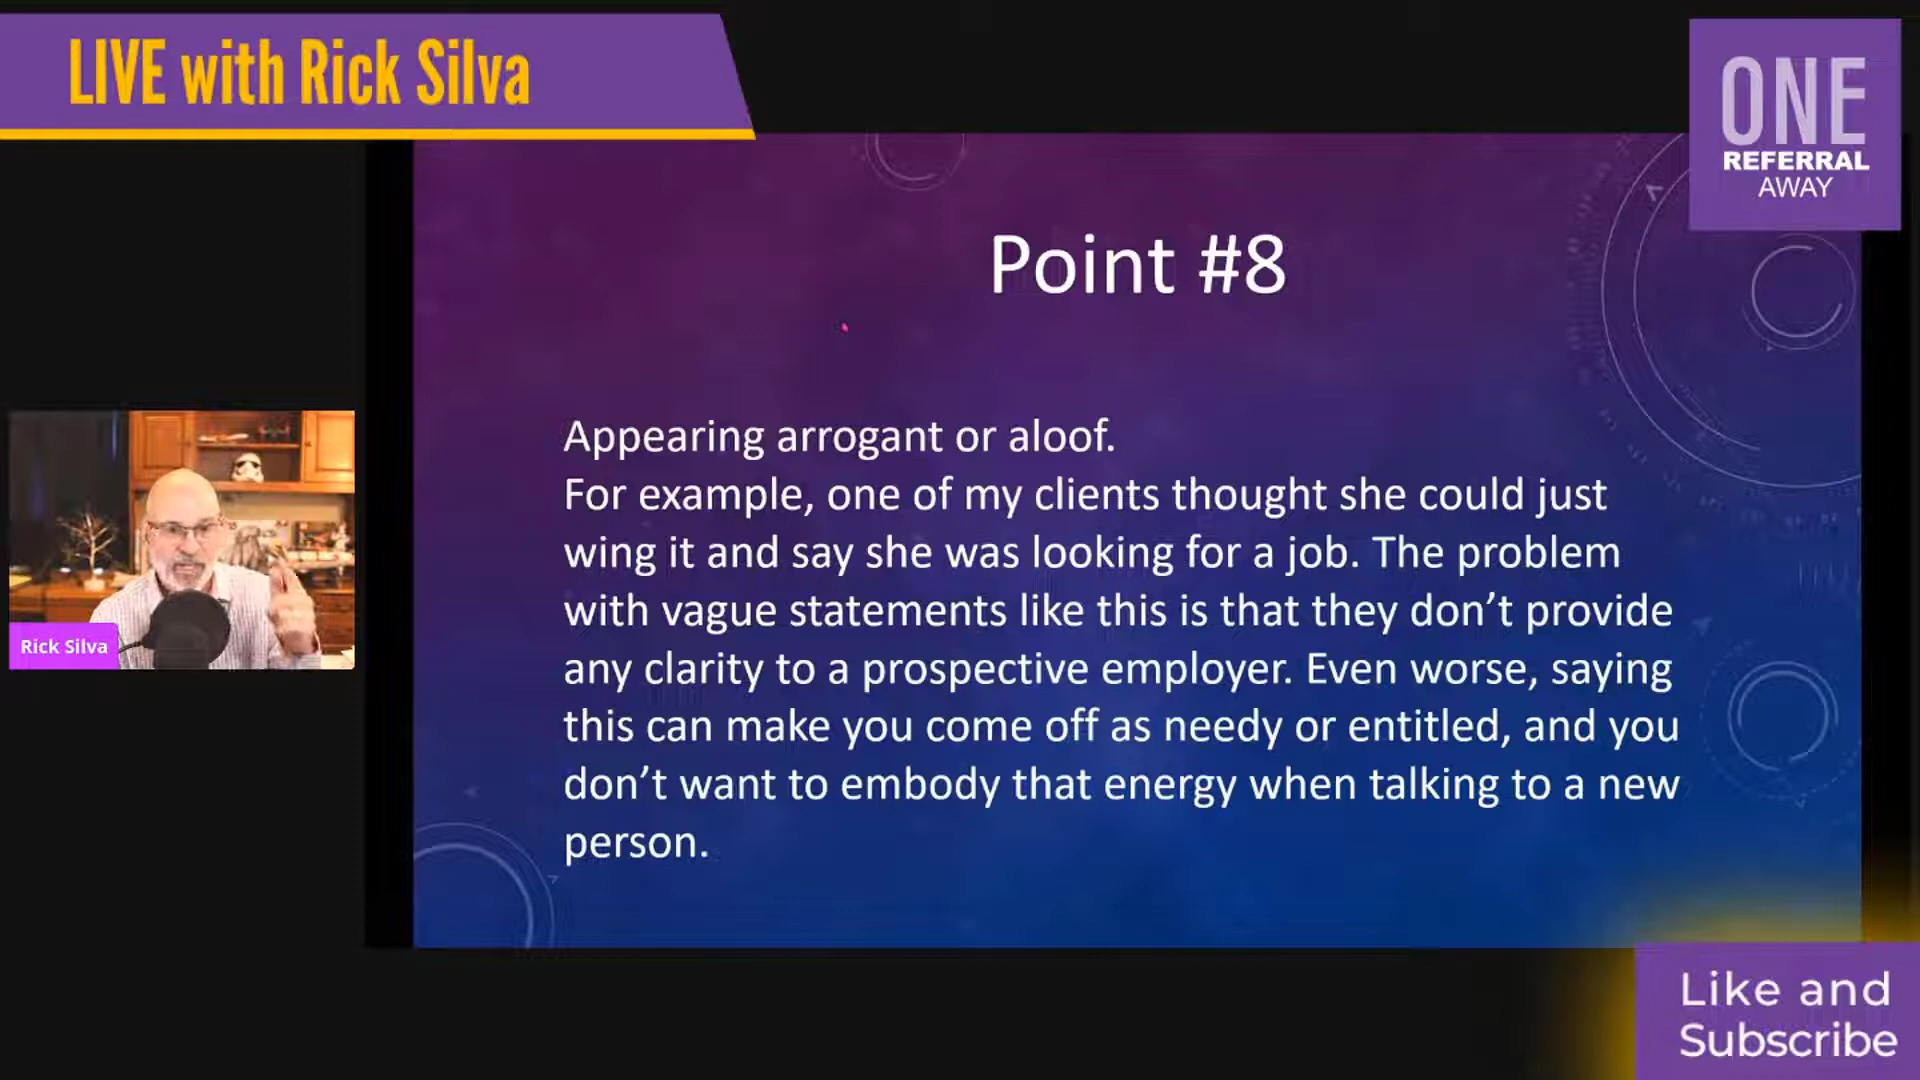 LIVE with Rick Silva
ONE
REFERRAL
AWAY
Point #8
Appearing arrogant or aloof.
For example, one of my clients thought she could just
wing it and say she was looking for a job. The problem
with vague statements like this is that they don’t provide
any clarity to a prospective employer. Even worse, saying
this can make you come off as needy or entitled, and you
don’t want to embody that energy when talking to a new
person.
Rick Silva
Like and
Subscribe